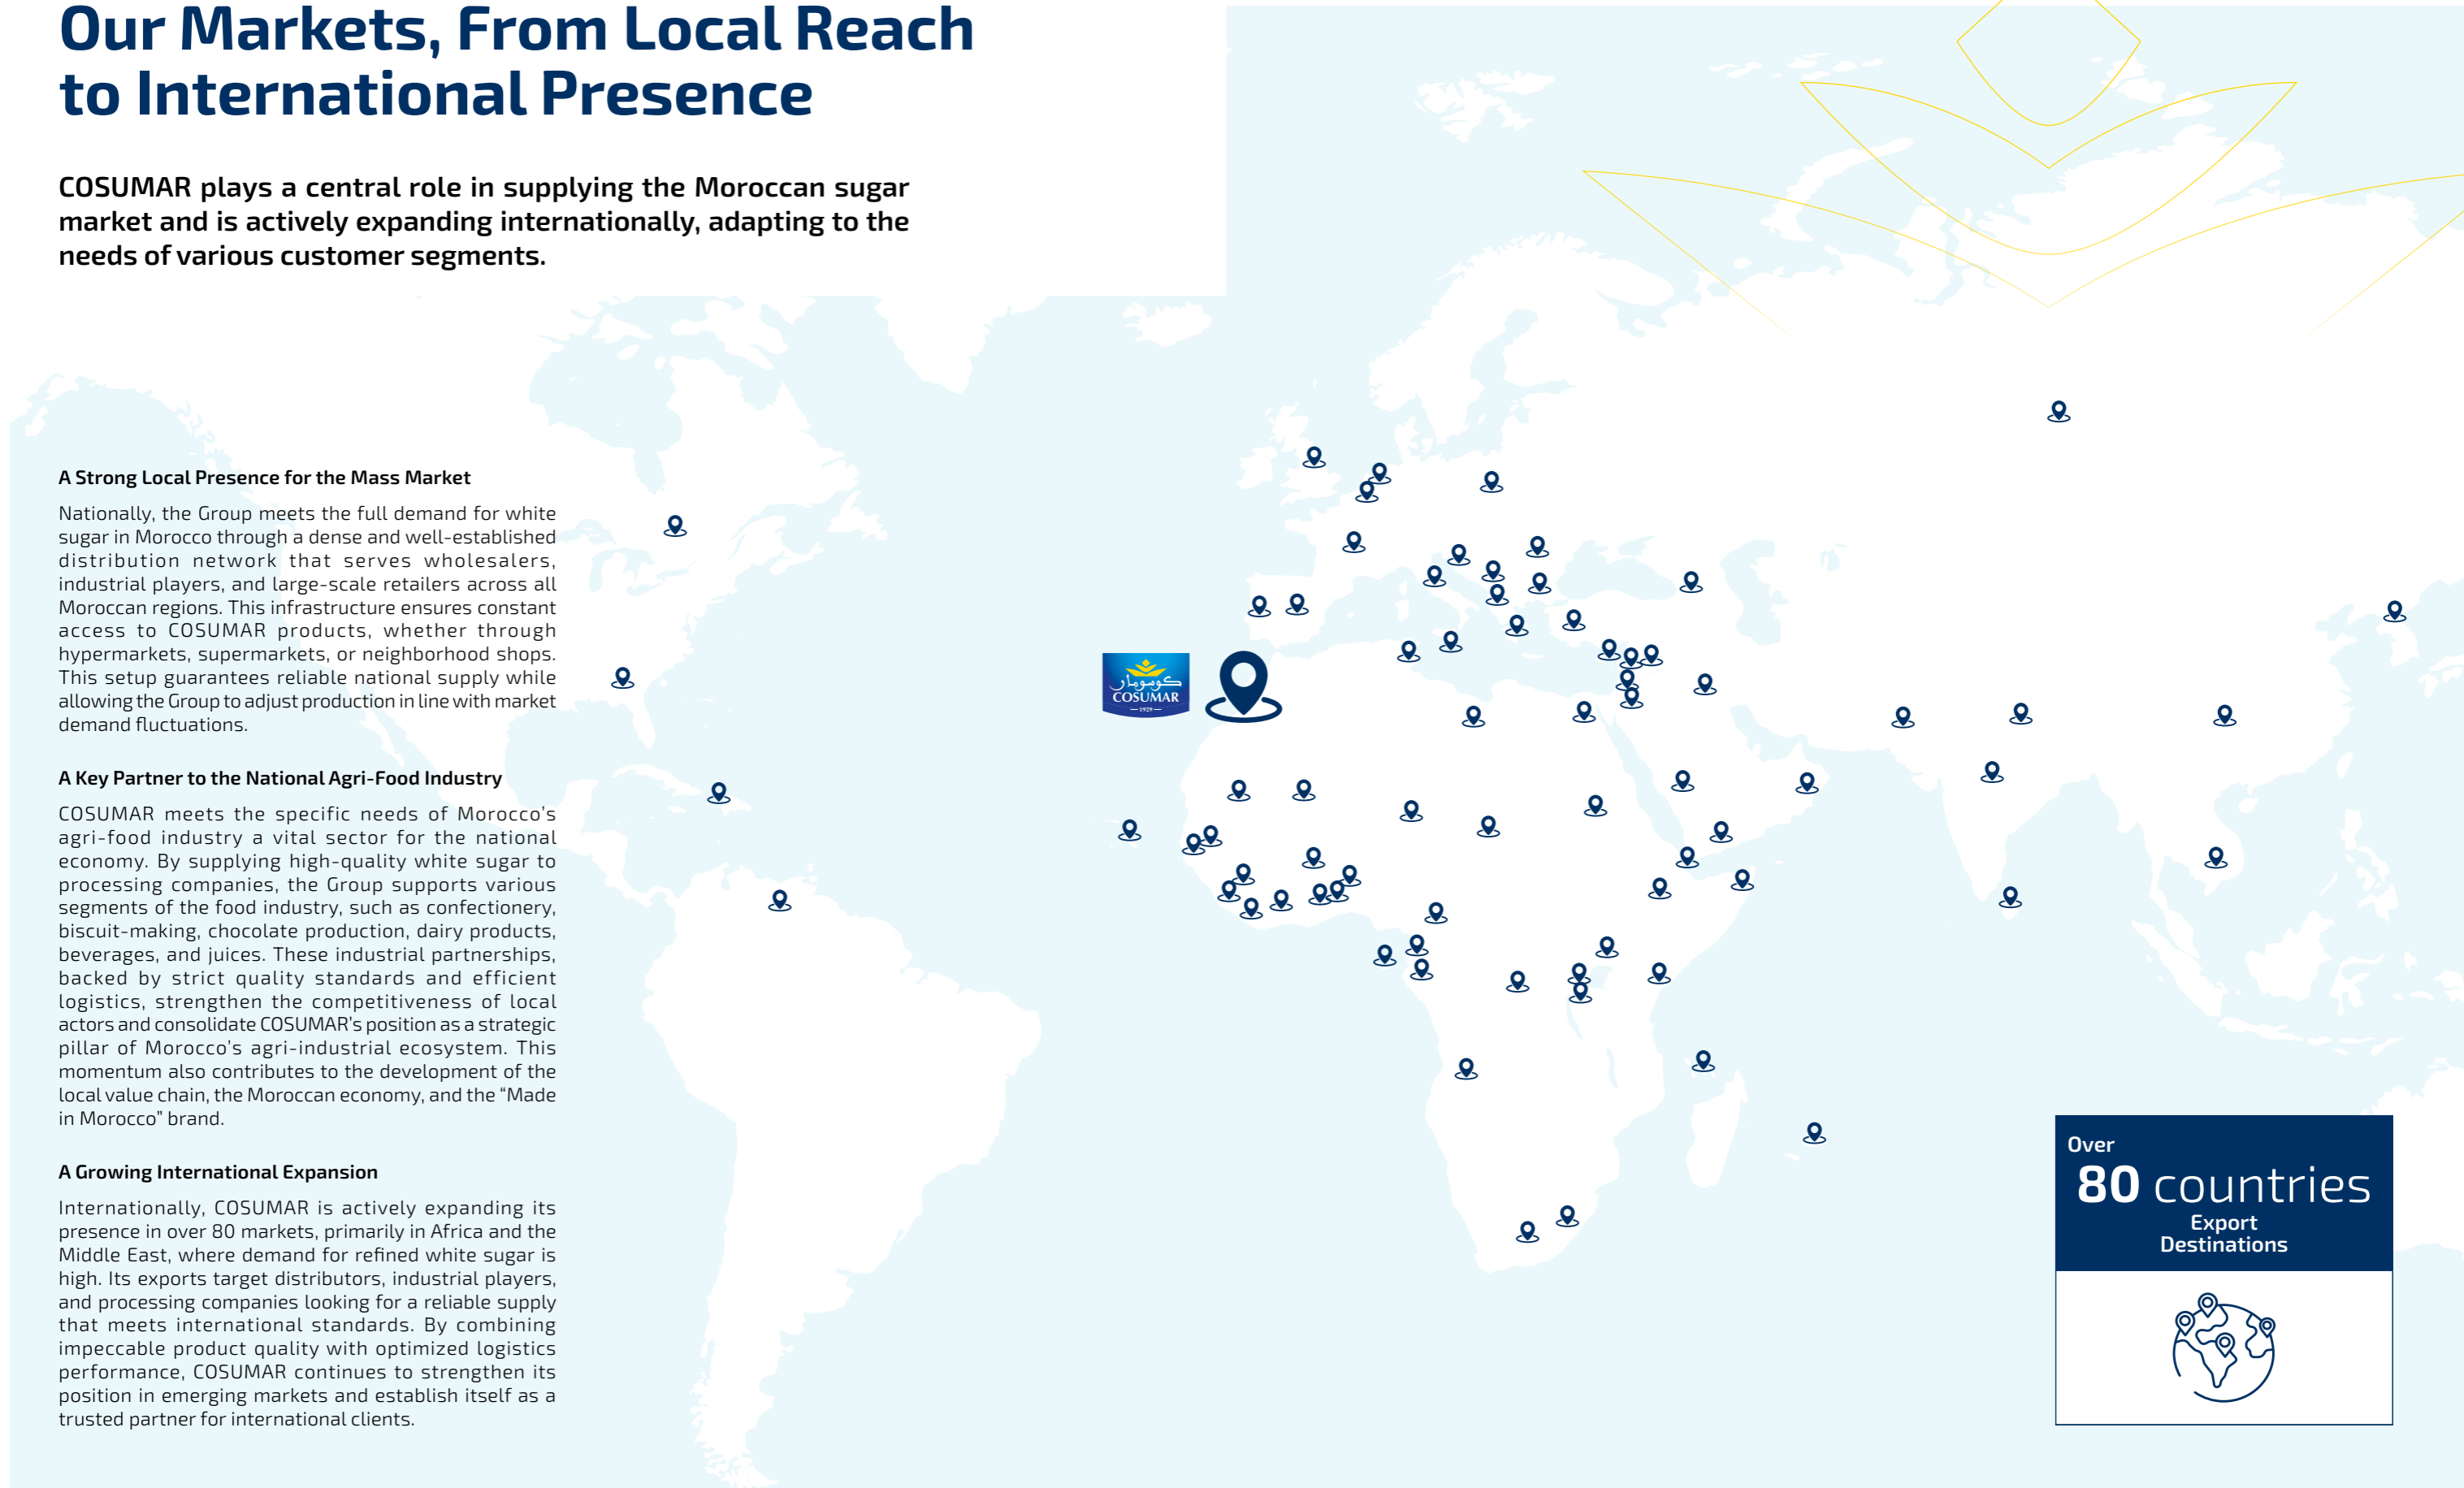 Our Markets, From Local Reach
to International Presence
COSUMAR plays a central role in supplying the Moroccan sugar
market and is actively expanding internationally, adapting to the
needs of various customer segments.
A Strong Local Presence for the Mass Market
Nationally, the Group meets the full demand for white
sugar in Morocco through a dense and well-established
distribution network that serves wholesalers,
industrial players, and large-scale retailers across all
Moroccan regions. This infrastructure ensures constant
access to COSUMAR products, whether through
hypermarkets, supermarkets, or neighborhood shops.
This setup guarantees reliable national supply while
allowing the Group to adjust production in line with market
demand fluctuations.
A Key Partner to the National Agri-Food Industry
COSUMAR meets the specific needs of Morocco's
agri-food industry a vital sector for the national
economy. By supplying high-quality white sugar to
processing companies, the Group supports various
segments of the food industry, such as confectionery,
biscuit-making, chocolate production, dairy products,
beverages, and juices. These industrial partnerships,
backed by strict quality standards and efficient
logistics, strengthen the competitiveness of local
actors and consolidate COSUMAR's position as a strategic
pillar of Morocco's agri-industrial ecosystem. This
momentum also contributes to the development of the
local value chain, the Moroccan economy, and the “Made
in Morocco” brand.
A Growing International Expansion
Internationally, COSUMAR is actively expanding its
presence in over 80 markets, primarily in Africa and the
Middle East, where demand for refined white sugar is
high. Its exports target distributors, industrial players,
and processing companies looking for a reliable supply
that meets international standards. By combining
impeccable product quality with optimized logistics
performance, COSUMAR continues to strengthen its
position in emerging markets and establish itself as a
trusted partner for international clients.
كوسومار
COSUMAR
1929
Over
80 countries
Export
Destinations